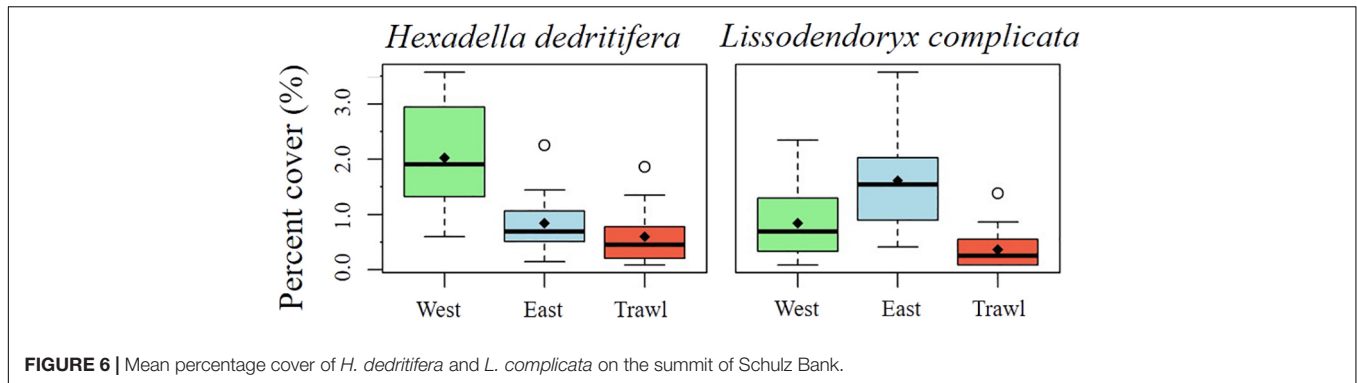 Hexadella dedritifera
Lissodendoryx complicata
Percent cover (%)
3.0
2.0
1.0
0.0
West
East
Trawl
West
East
Trawl
FIGURE 6 | Mean percentage cover of H. dedritifera and L. complicata on the summit of Schulz Bank.